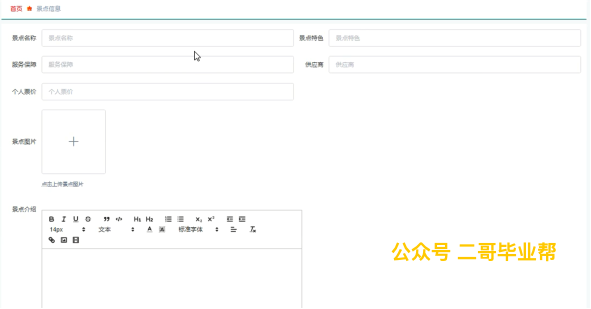 首页 景点信息
景点名称 景点名称 景点特色 景点特色
服务保障 服务保障 供应商 供应商
个人票价 个人票价
景点图片
点击上传景点图片
景点介绍
B I U S ” </> H1 H2 x2 x2
14px 文本 A 标准字体
公众号 二哥毕业帮